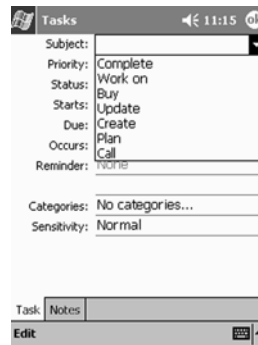 Tasks 11:15 ok
Subject:
Priority: Complete
Status: Work on
Buy
Starts: Update
Due: Create
Occurs: Plan
Call
Reminder: None
Categories: No categories...
Sensitivity: Normal
Task Notes
Edit